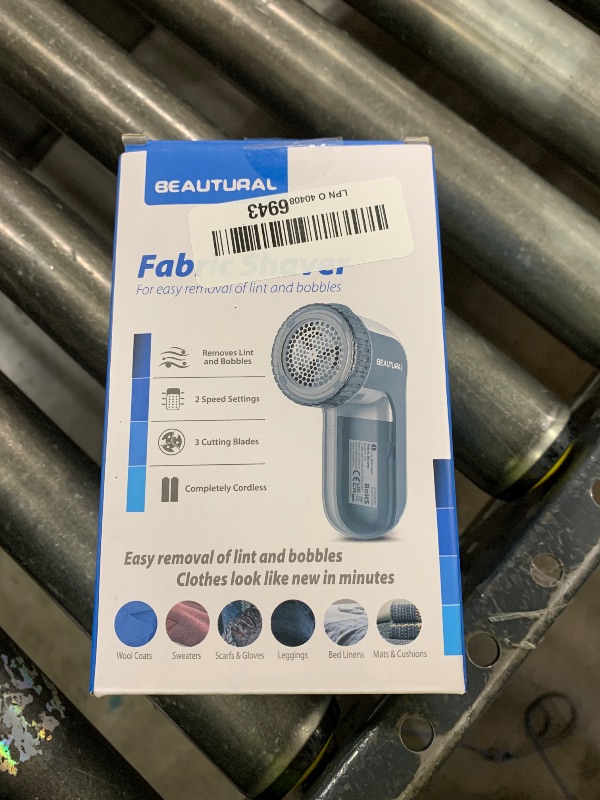 BEAUTURAL
LPN O 404086943
Fabric Shaver
For easy removal of lint and bobbles
Removes Lint
and Bobbles
BEAUTURAL
2 Speed Settings
3 Cutting Blades
Completely Cordless
RoHS
Easy removal of lint and bobbles
Clothes look like new in minutes
Wool Coats
Sweaters
Scarfs & Gloves
Leggings
Bed Linens
Mats & Cushions